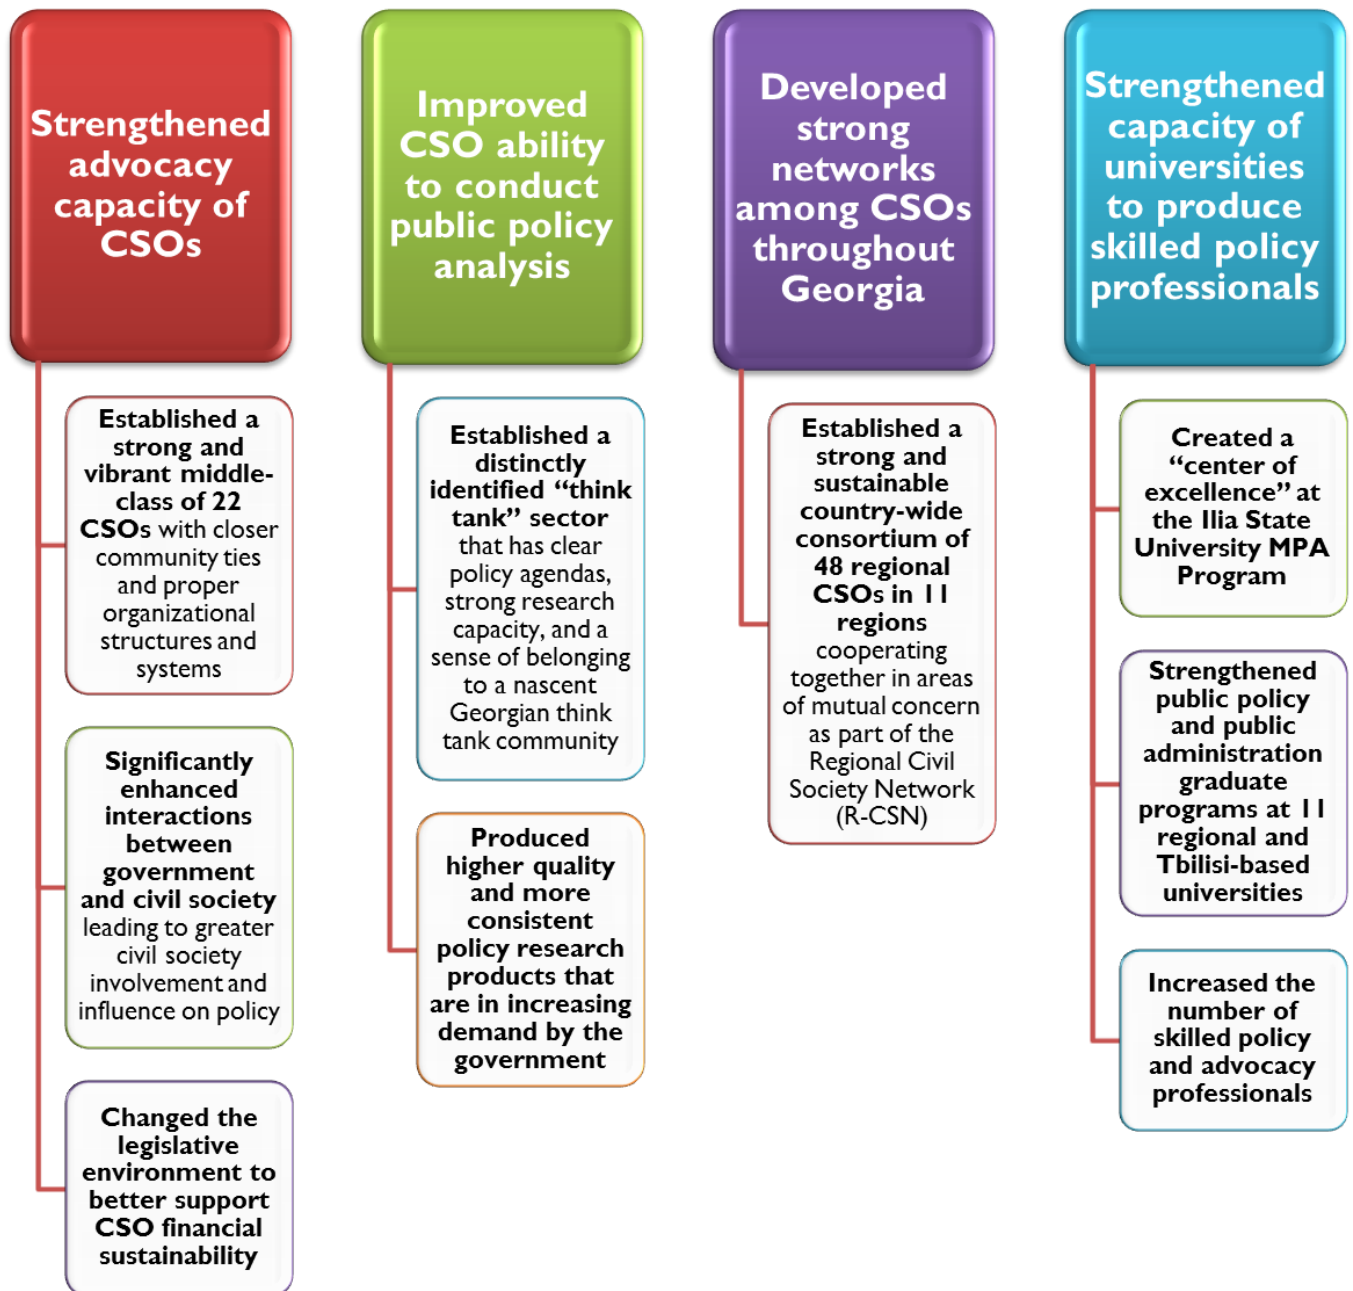 Strengthened
advocacy
capacity of
CSOs
Established a
strong and
vibrant middle-
class of 22
CSOs with closer
community ties
and proper
organizational
structures and
systems
Significantly
enhanced
interactions
between
government
and civil society
leading to greater
civil society
involvement and
influence on policy
Changed the
legislative
environment to
better support
CSO financial
sustainability
Improved
CSO ability
to conduct
public policy
analysis
Established a
distinctly
identified “think
tank” sector
that has clear
policy agendas,
strong research
capacity, and a
sense of belonging
to a nascent
Georgian think
tank community
Produced
higher quality
and more
consistent
policy research
products that
are in increasing
demand by the
government
Developed
strong
networks
among CSOs
throughout
Georgia
Established a
strong and
sustainable
country-wide
consortium of
48 regional
CSOs in 11
regions
cooperating
together in areas
of mutual concern
as part of the
Regional Civil
Society Network
(R-CSN)
Strengthened
capacity of
universities
to produce
skilled policy
professionals
Created a
“center of
excellence” at
the Ilia State
University MPA
Program
Strengthened
public policy
and public
administration
graduate
programs at 11
regional and
Tbilisi-based
universities
Increased the
number of
skilled policy
and advocacy
professionals